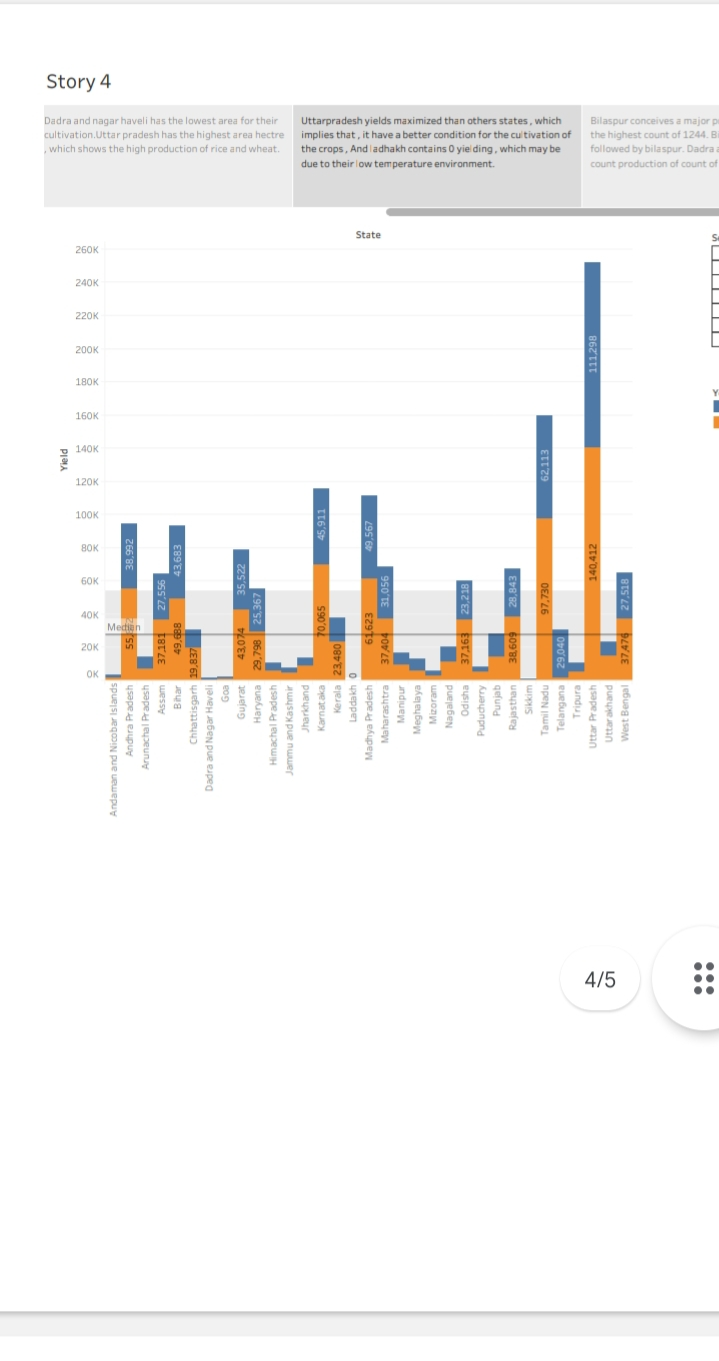 Story 4
Dadra and nagar haveli has the lowest area for their
cultivation.Uttar pradesh has the highest area hectre
, which shows the high production of rice and wheat.
Uttarpradesh yields maximized than others states , which
implies that , it have a better condition for the cultivation of
the crops , And ladhakh contains 0 yielding , which may be
due to their low temperature environment.
Bilaspur conceives a major p
the highest count of 1244. Bi
followed by bilaspur. Dadra a
count production of count of
State
Yield
260K
240K
220K
200K
180K
160K
140K
120K
100K
80K
60K
40K
20K
0K
Median
38,992
55,
27,556
37,181
43,683
49,688
19,837
35,522
43,074
25,367
29,798
45,911
70,065
23,480
0
49,567
61,623
31,056
37,404
23,218
37,163
28,843
38,609
62,113
97,730
29,040
111,298
140,412
27,518
37,476
Andaman and Nicobar Islands
Andhra Pradesh
Arunachal Pradesh
Assam
Bihar
Chhattisgarh
Dadra and Nagar Haveli
Goa
Gujarat
Haryana
Himachal Pradesh
Jammu and Kashmir
Jharkhand
Karnataka
Kerala
Laddakh
Madhya Pradesh
Maharashtra
Manipur
Meghalaya
Mizoram
Nagaland
Odisha
Puducherry
Punjab
Rajasthan
Sikkim
Tamil Nadu
Telangana
Tripura
Uttar Pradesh
Uttarakhand
West Bengal
4/5